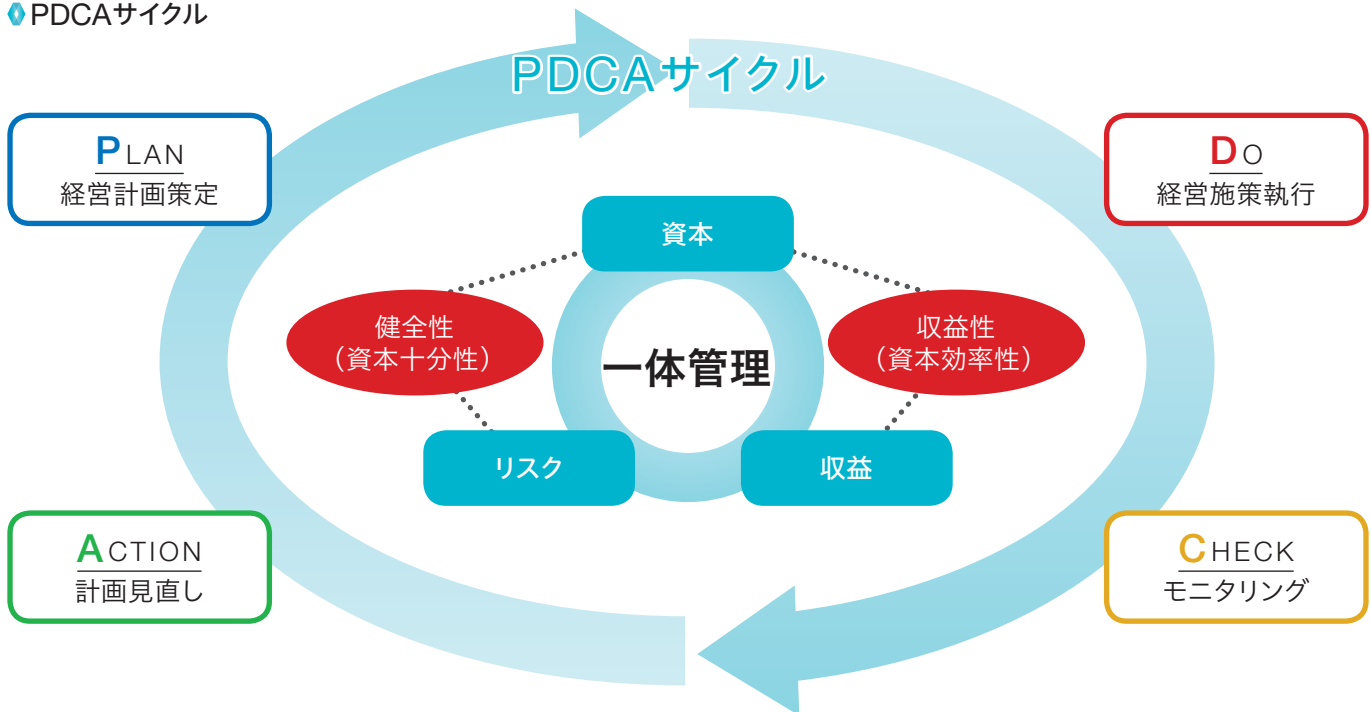 PDCAサイクル
PDCAサイクル
PLAN
経営計画策定
DO
経営施策執行
資本
健全性
（資本十分性）
収益性
（資本効率性）
一体管理
リスク
収益
ACTION
計画見直し
CHECK
モニタリング